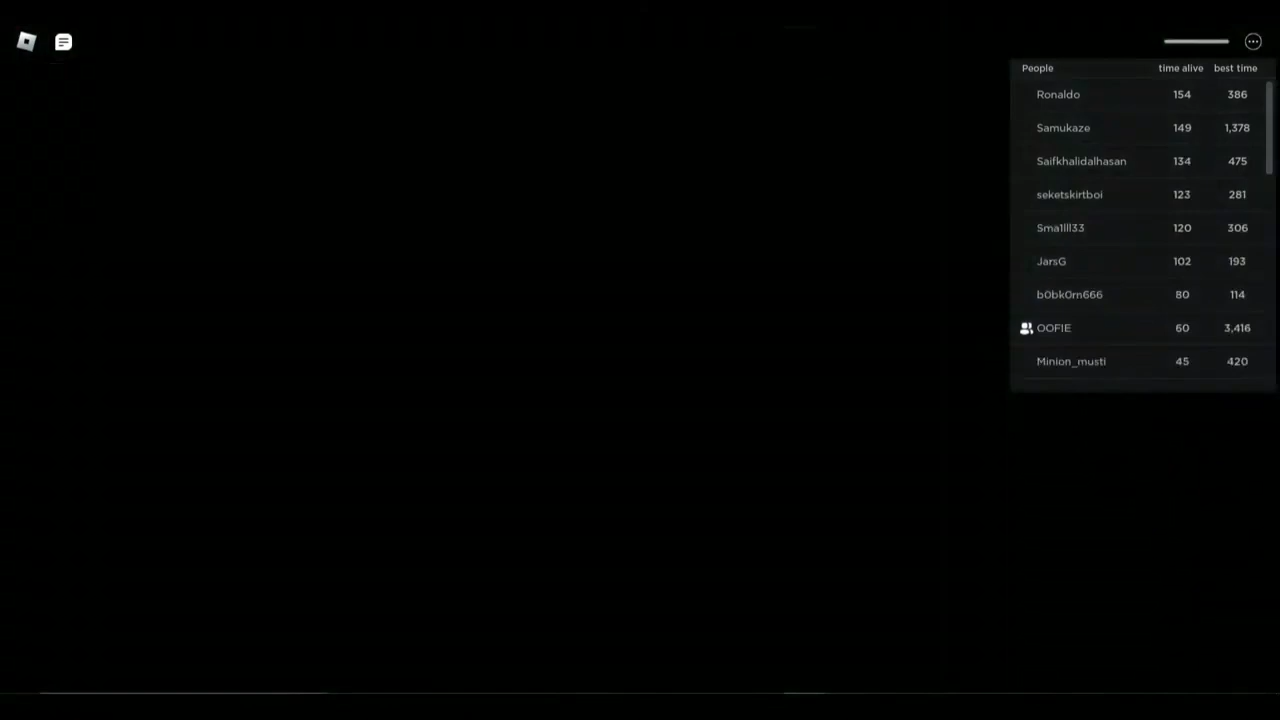 People time alive best time
Ronaldo 154 386
Samukaze 149 1,378
Saifkhalidalhasan 134 475
seketskirtboi 123 281
Sma1lll33 120 306
JarsG 102 193
b0bk0rn666 80 114
OOFIE 60 3,416
Minion_musti 45 420